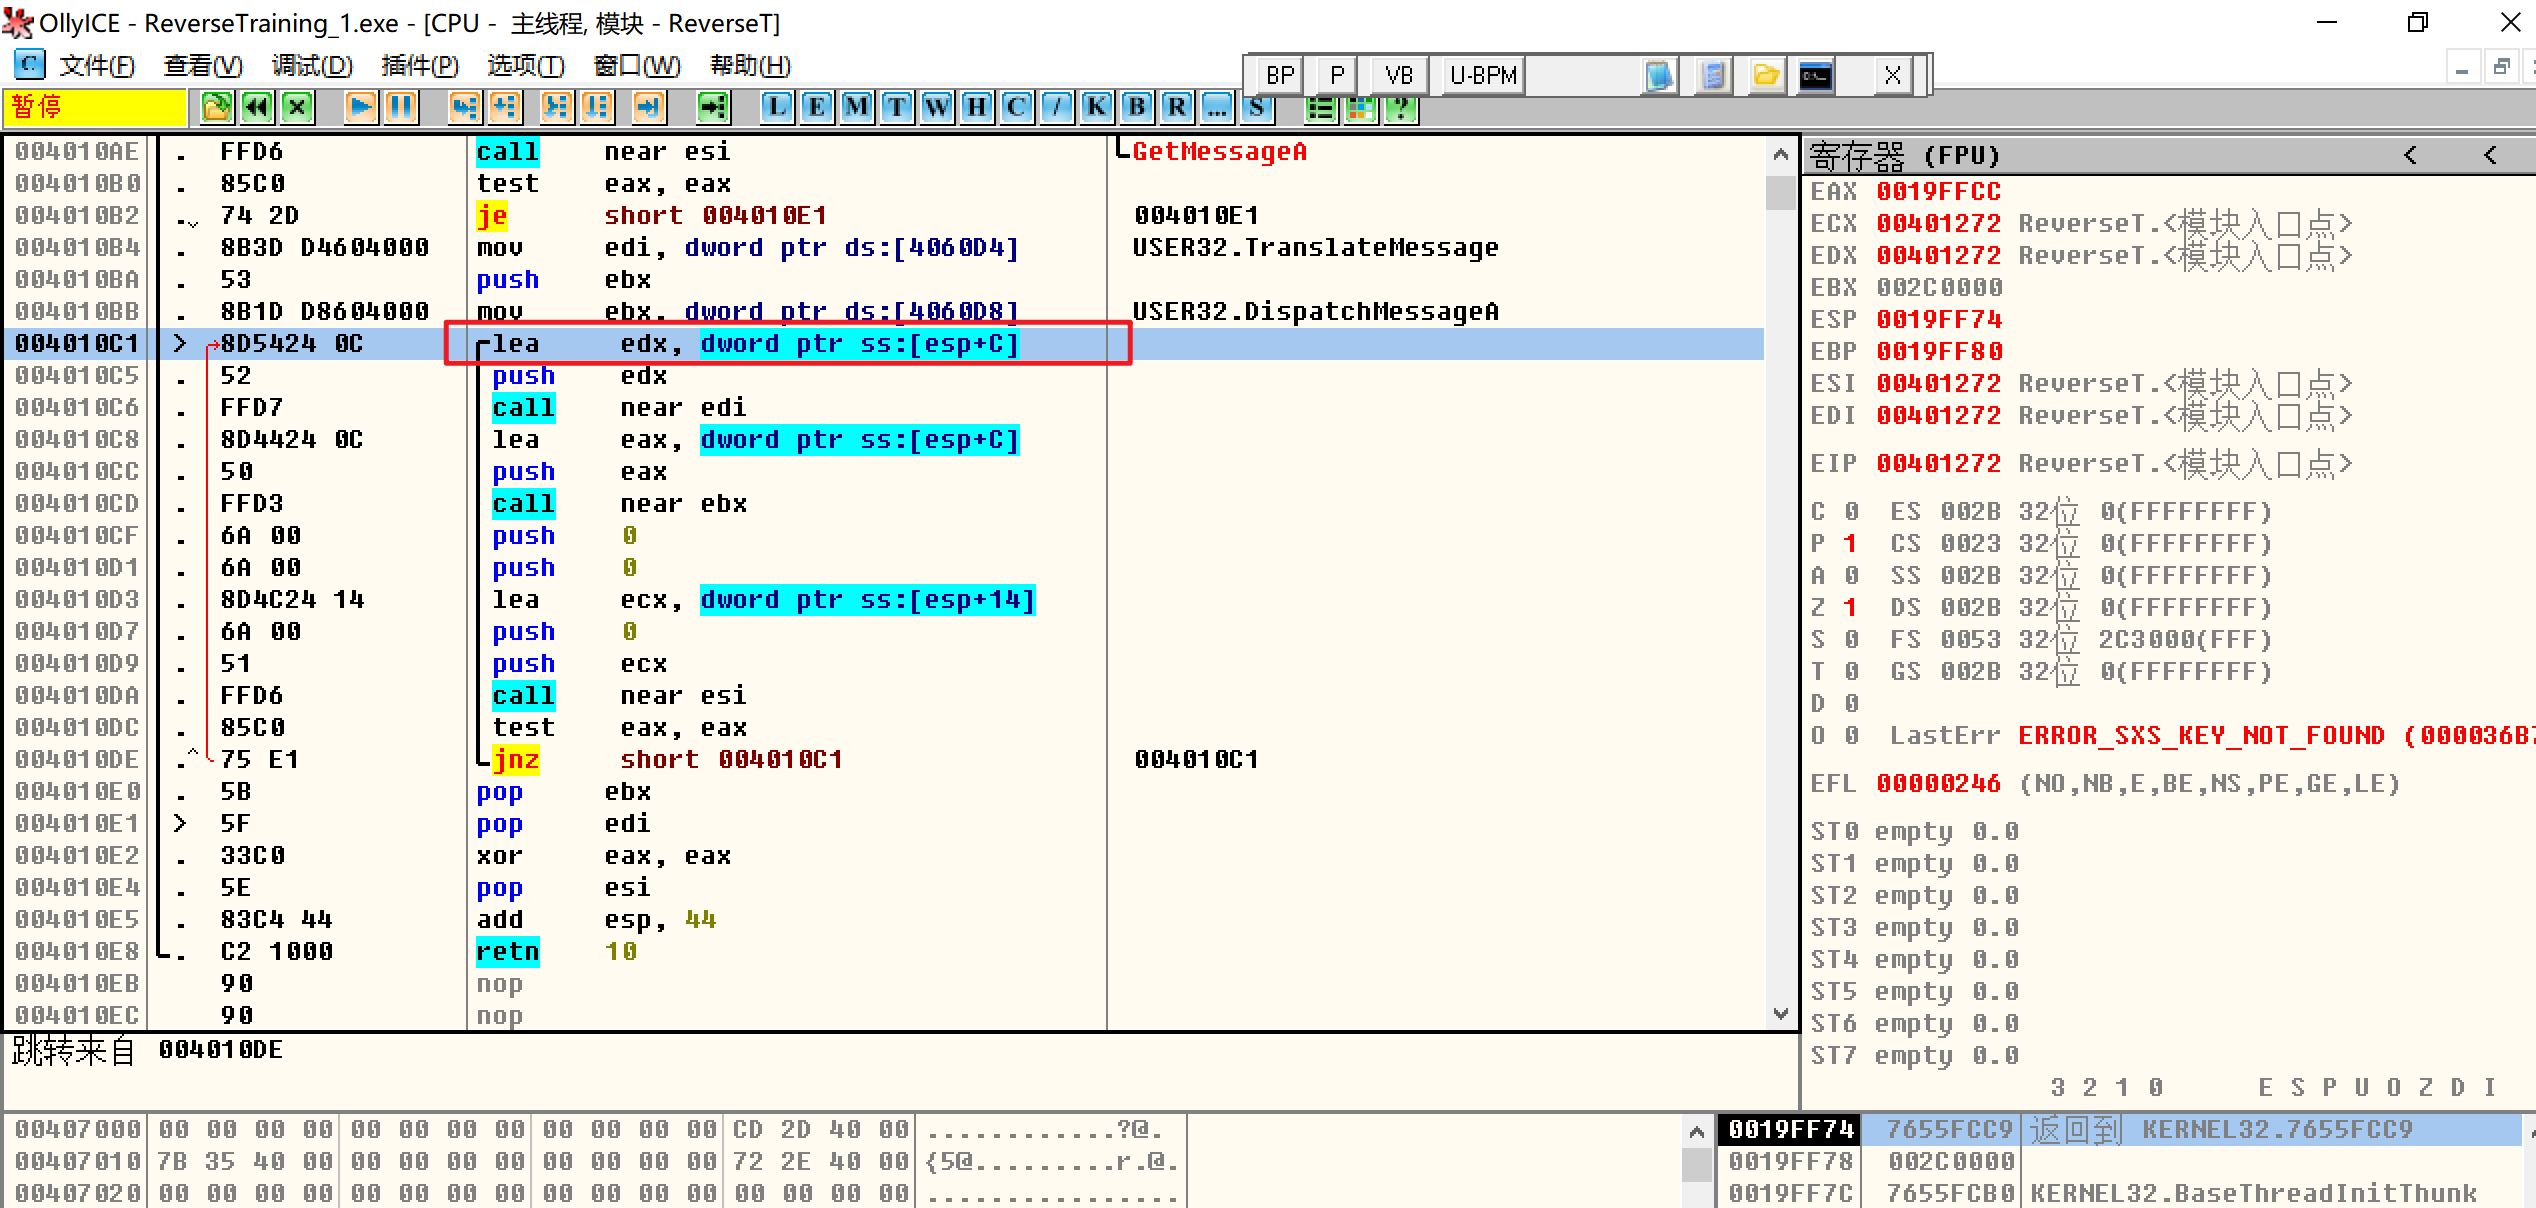 OllyICE - ReverseTraining_1.exe - [CPU - 主线程, 模块 - ReverseT]
C 文件(F) 查看(V) 调试(D) 插件(P) 选项(T) 窗口(W) 帮助(H)
BP P VB U-BPM X
暂停 L E M T W H C / K B R ... S ?
004010AE . FFD6 call near esi GetMessageA
004010B0 . 85C0 test eax, eax
004010B2 . 74 2D je short 004010E1 004010E1
004010B4 . 8B3D D4604000 mov edi, dword ptr ds:[4060D4] USER32.TranslateMessage
004010BA . 53 push ebx
004010BB . 8B1D D8604000 mov ebx, dword ptr ds:[4060D8] USER32.DispatchMessageA
004010C1 > 8D5424 0C lea edx, dword ptr ss:[esp+C]
004010C5 . 52 push edx
004010C6 . FFD7 call near edi
004010C8 . 8D4424 0C lea eax, dword ptr ss:[esp+C]
004010CC . 50 push eax
004010CD . FFD3 call near ebx
004010CF . 6A 00 push 0
004010D1 . 6A 00 push 0
004010D3 . 8D4C24 14 lea ecx, dword ptr ss:[esp+14]
004010D7 . 6A 00 push 0
004010D9 . 51 push ecx
004010DA . FFD6 call near esi
004010DC . 85C0 test eax, eax
004010DE .^ 75 E1 jnz short 004010C1 004010C1
004010E0 . 5B pop ebx
004010E1 > 5F pop edi
004010E2 . 33C0 xor eax, eax
004010E4 . 5E pop esi
004010E5 . 83C4 44 add esp, 44
004010E8 . C2 1000 retn 10
004010EB 90 nop
004010EC 90 nop
跳转来自 004010DE
寄存器 (FPU) < <
EAX 0019FFCC
ECX 00401272 ReverseT.<模块入口点>
EDX 00401272 ReverseT.<模块入口点>
EBX 002C0000
ESP 0019FF74
EBP 0019FF80
ESI 00401272 ReverseT.<模块入口点>
EDI 00401272 ReverseT.<模块入口点>
EIP 00401272 ReverseT.<模块入口点>
C 0 ES 002B 32位 0(FFFFFFFF)
P 1 CS 0023 32位 0(FFFFFFFF)
A 0 SS 002B 32位 0(FFFFFFFF)
Z 1 DS 002B 32位 0(FFFFFFFF)
S 0 FS 0053 32位 2C3000(FFF)
T 0 GS 002B 32位 0(FFFFFFFF)
D 0
O 0 LastErr ERROR_SXS_KEY_NOT_FOUND (000036B7
EFL 00000246 (NO,NB,E,BE,NS,PE,GE,LE)
ST0 empty 0.0
ST1 empty 0.0
ST2 empty 0.0
ST3 empty 0.0
ST4 empty 0.0
ST5 empty 0.0
ST6 empty 0.0
ST7 empty 0.0
3 2 1 0 E S P U O Z D I
00407000 00 00 00 00 00 00 00 00 00 00 00 00 CD 2D 40 00 ............?@.
00407010 7B 35 40 00 00 00 00 00 00 00 00 00 72 2E 40 00 {5@.........r.@.
00407020 00 00 00 00 00 00 00 00 00 00 00 00 00 00 00 00 ................
0019FF74 7655FCC9 返回到 KERNEL32.7655FCC9
0019FF78 002C0000
0019FF7C 7655FCB0 KERNEL32.BaseThreadInitThunk